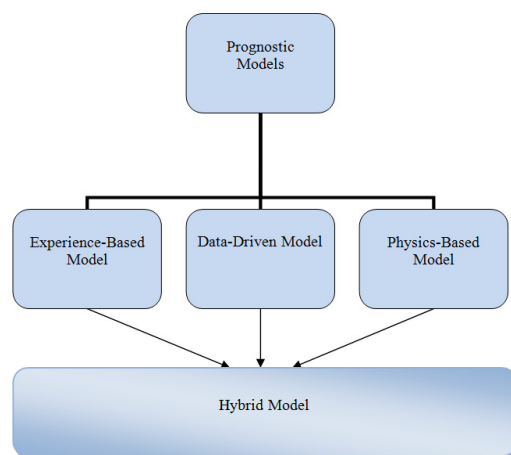 Prognostic
Models
Experience-Based
Model
Data-Driven Model
Physics-Based
Model
Hybrid Model